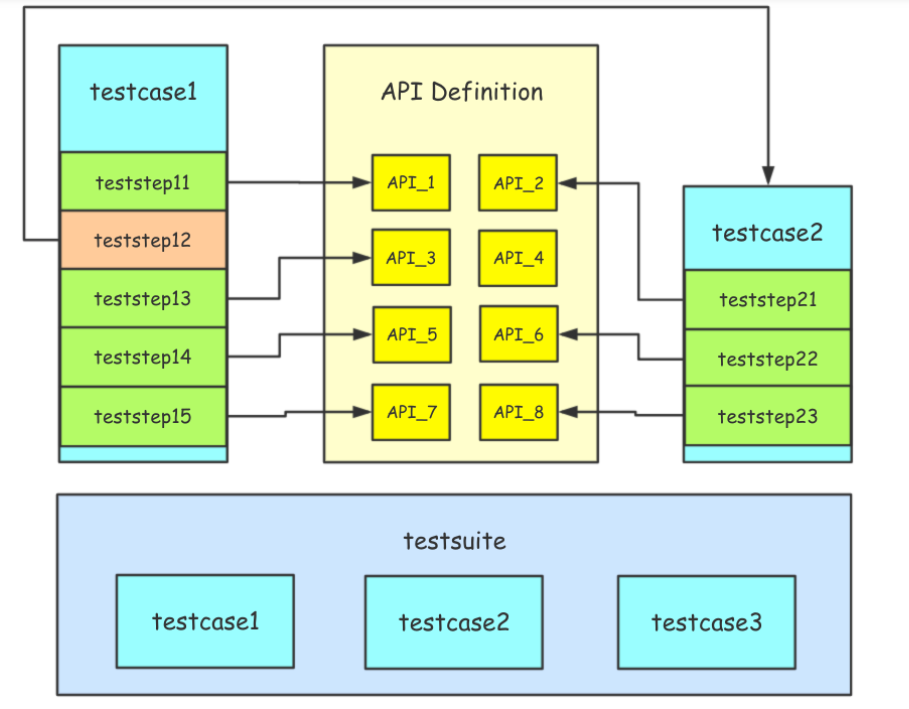 testcase1
teststep11
teststep12
teststep13
teststep14
teststep15
API Definition
API_1
API_2
API_3
API_4
API_5
API_6
API_7
API_8
testcase2
teststep21
teststep22
teststep23
testsuite
testcase1
testcase2
testcase3